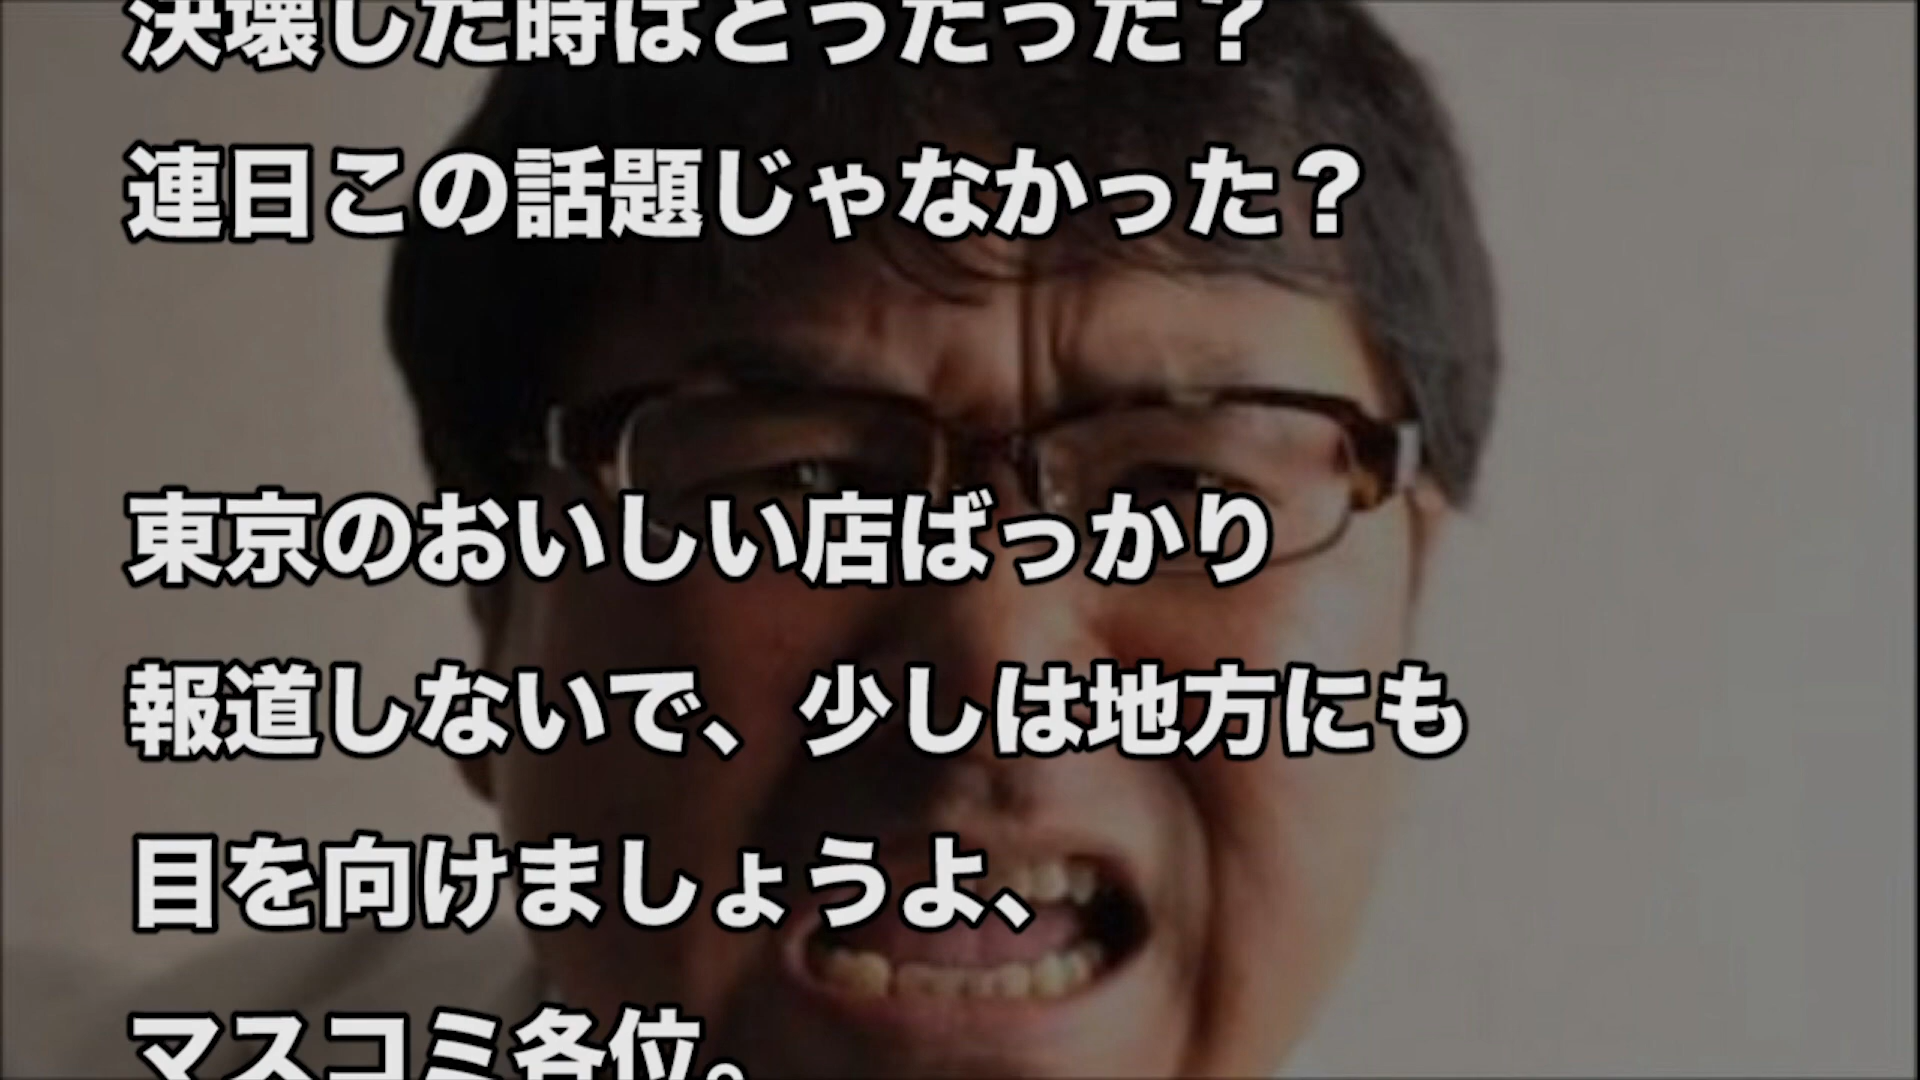 決壊した時はどうだった？
連日この話題じゃなかった？
東京のおいしい店ばっかり
報道しないで、少しは地方にも
目を向けましょうよ、
マスコミ各位。